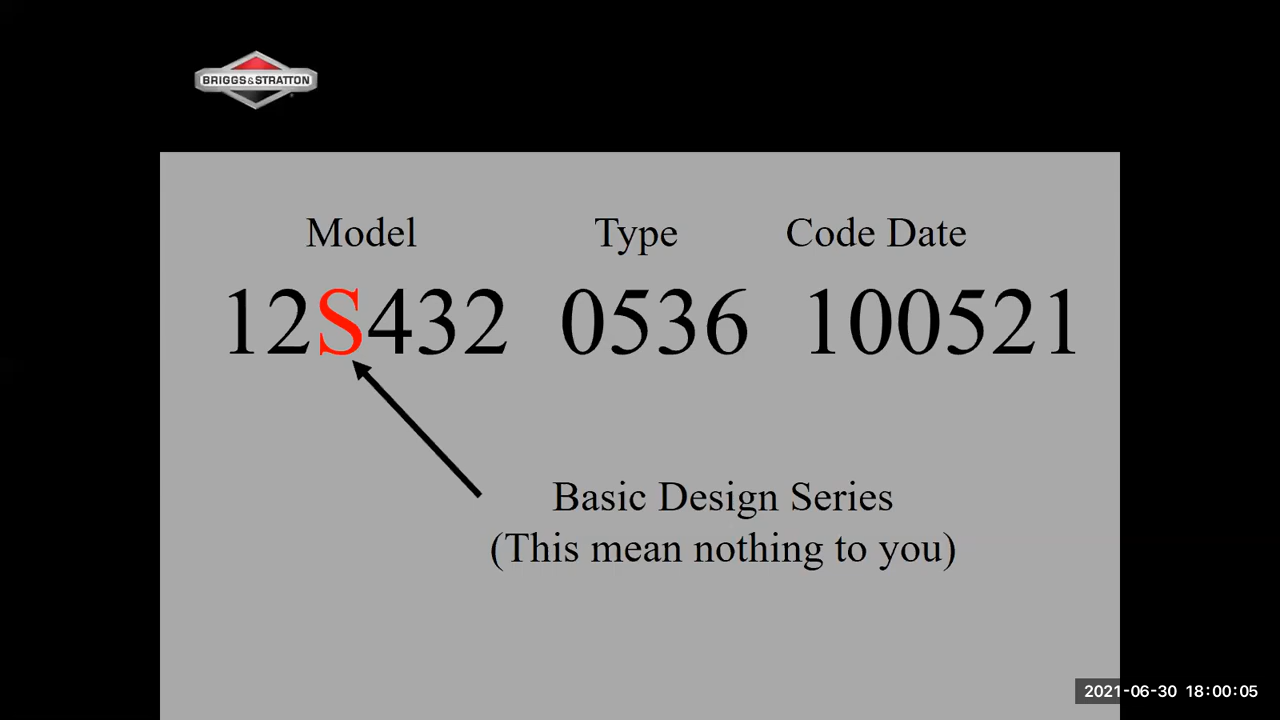 BRIGGS&STRATTON
Model Type Code Date
12S432 0536 100521
Basic Design Series
(This mean nothing to you)
2021-06-30 18:00:05